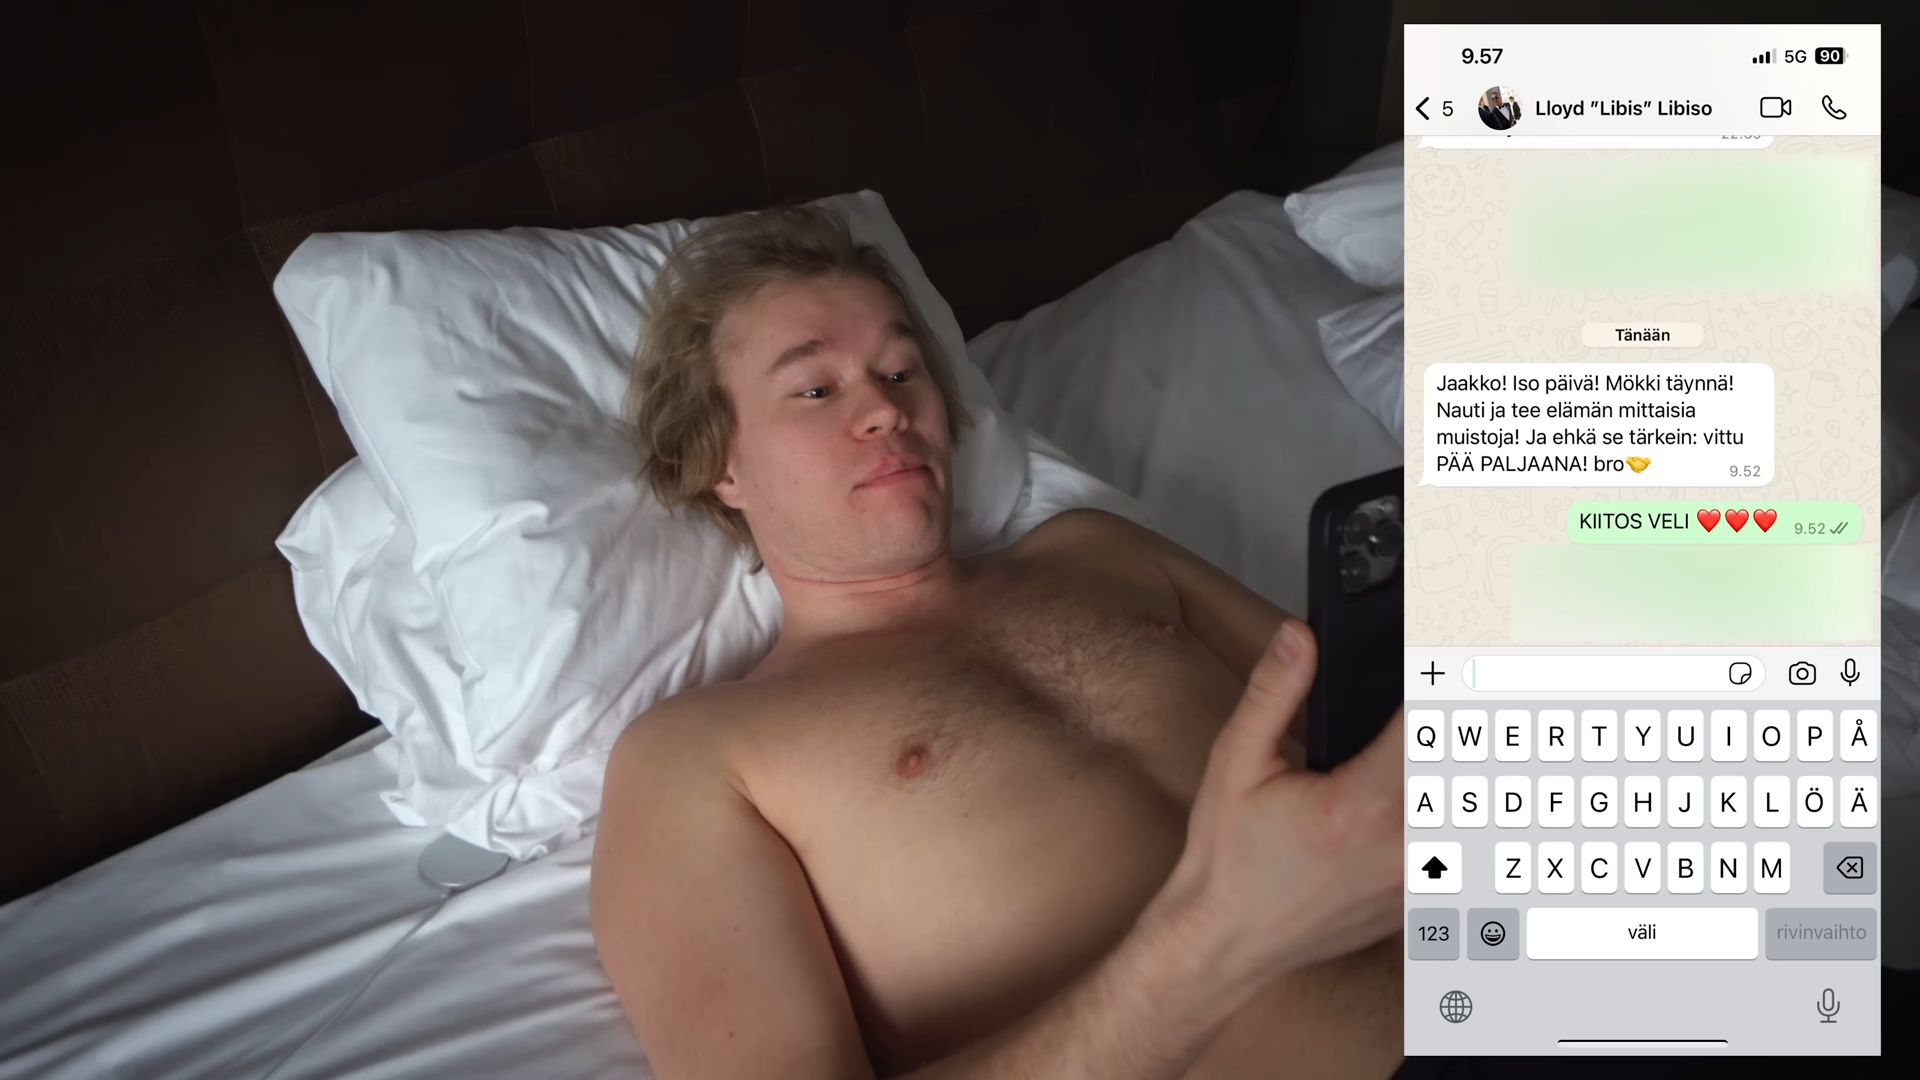 9.57
5G 90
5
Lloyd ”Libis” Libiso
Tänään
Jaakko! Iso päivä! Mökki täynnä!
Nauti ja tee elämän mittaisia
muistoja! Ja ehkä se tärkein: vittu
PÄÄ PALJAANA! bro🤝
9.52
KIITOS VELI ❤️❤️❤️
9.52
Q W E R T Y U I O P Å
A S D F G H J K L Ö Ä
Z X C V B N M
123
väli
rivinvaihto